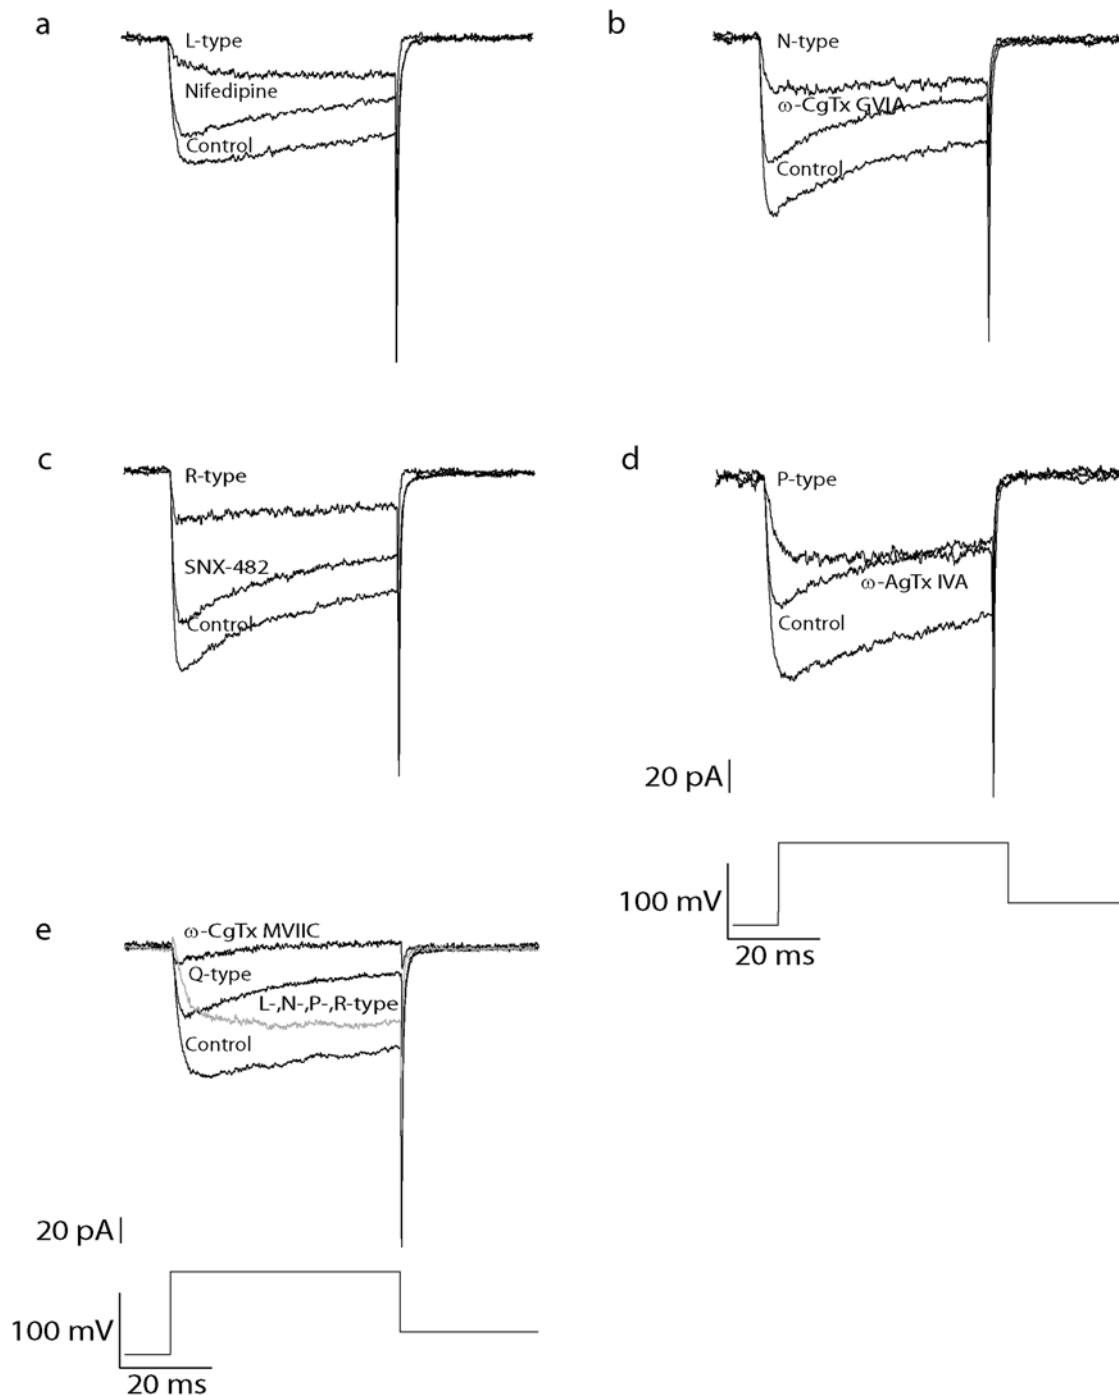 a
L-type
Nifedipine
Control
b
N-type
ω-CgTx GVIA
Control
c
R-type
SNX-482
Control
d
P-type
ω-AgTx IVA
Control
20 pA
100 mV
20 ms
e
ω-CgTx MVIIC
Q-type
L-,N-,P-,R-type
Control
20 pA
100 mV
20 ms